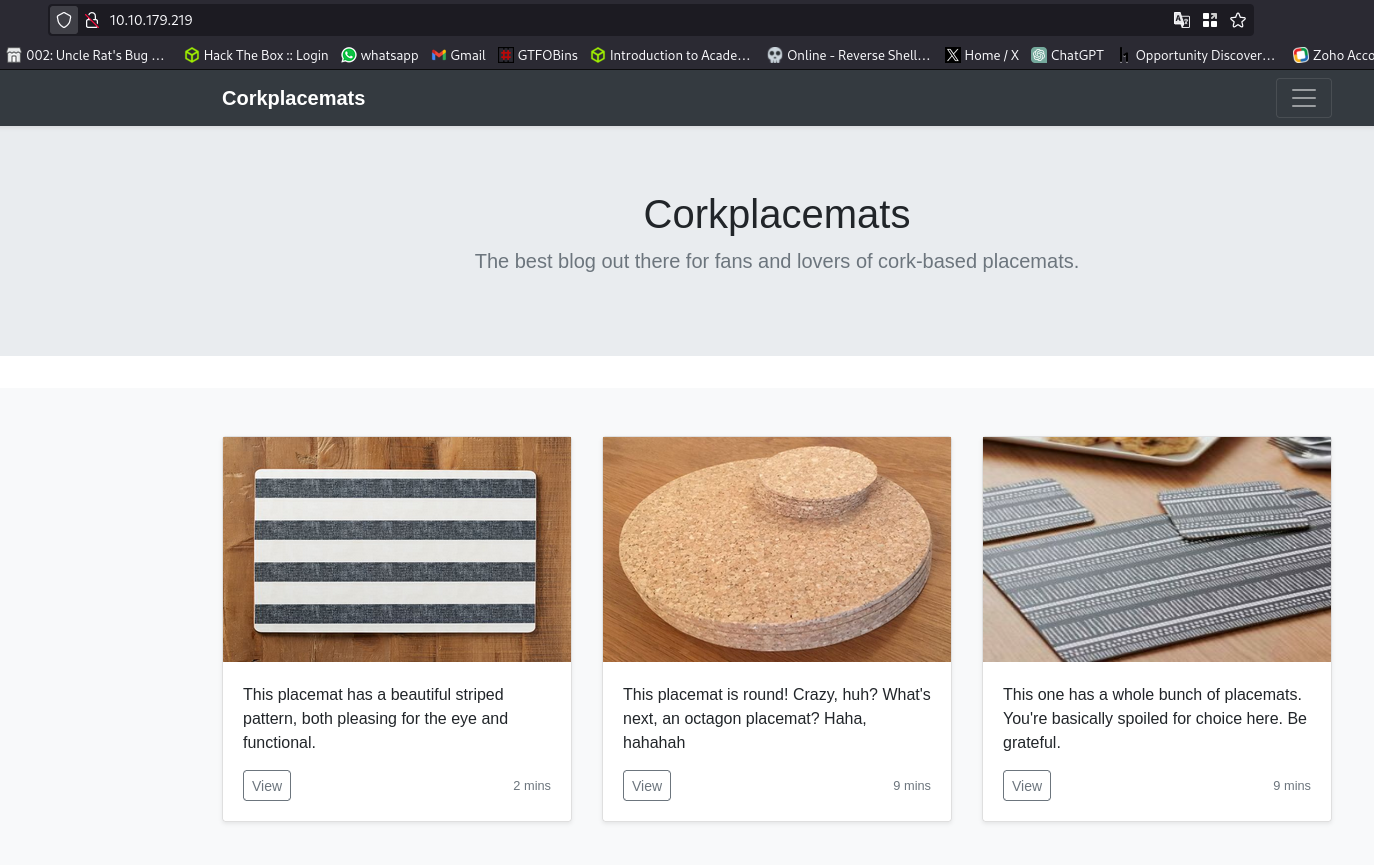 10.10.179.219
002: Uncle Rat's Bug … Hack The Box :: Login whatsapp Gmail GTFOBins Introduction to Acade… Online - Reverse Shell… Home / X ChatGPT Opportunity Discover… Zoho Acco
Corkplacemats
Corkplacemats
The best blog out there for fans and lovers of cork-based placemats.
This placemat has a beautiful striped
pattern, both pleasing for the eye and
functional.
View 2 mins
This placemat is round! Crazy, huh? What's
next, an octagon placemat? Haha,
hahahah
View 9 mins
This one has a whole bunch of placemats.
You're basically spoiled for choice here. Be
grateful.
View 9 mins